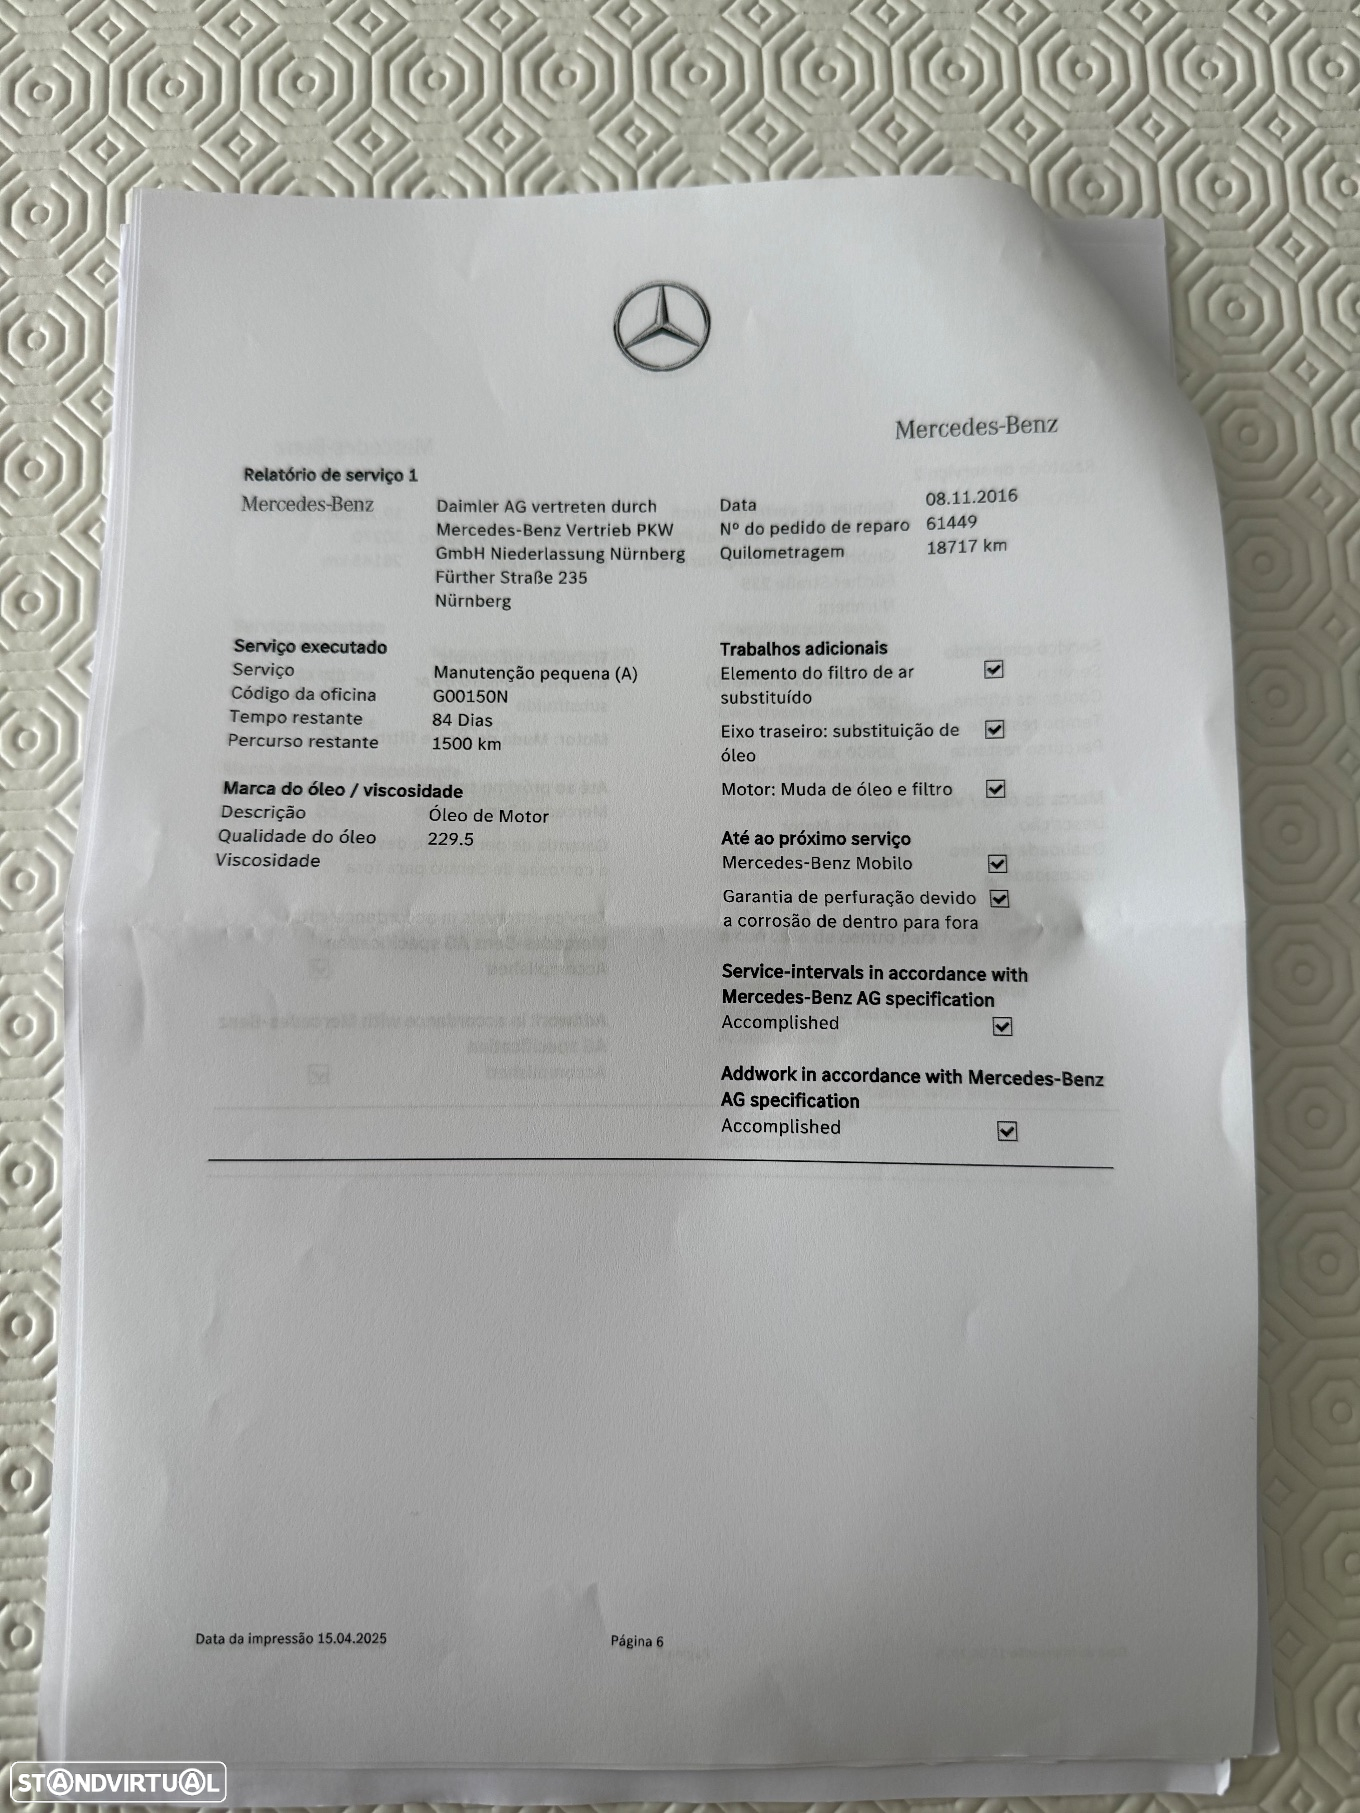 Mercedes-Benz
Relatório de serviço 1
Mercedes-Benz
Daimler AG vertreten durch
Mercedes-Benz Vertrieb PKW
GmbH Niederlassung Nürnberg
Fürther Straße 235
Nürnberg
Data 08.11.2016
Nº do pedido de reparo 61449
Quilometragem 18717 km
Serviço executado
Serviço Manutenção pequena (A)
Código da oficina G00150N
Tempo restante 84 Dias
Percurso restante 1500 km
Marca do óleo / viscosidade
Descrição Óleo de Motor
Qualidade do óleo 229.5
Viscosidade
Trabalhos adicionais
Elemento do filtro de ar
substituído
Eixo traseiro: substituição de
óleo
Motor: Muda de óleo e filtro
Até ao próximo serviço
Mercedes-Benz Mobilo
Garantia de perfuração devido
a corrosão de dentro para fora
Service-intervals in accordance with
Mercedes-Benz AG specification
Accomplished
Addwork in accordance with Mercedes-Benz
AG specification
Accomplished
Data da impressão 15.04.2025
Página 6
STANDVIRTUAL